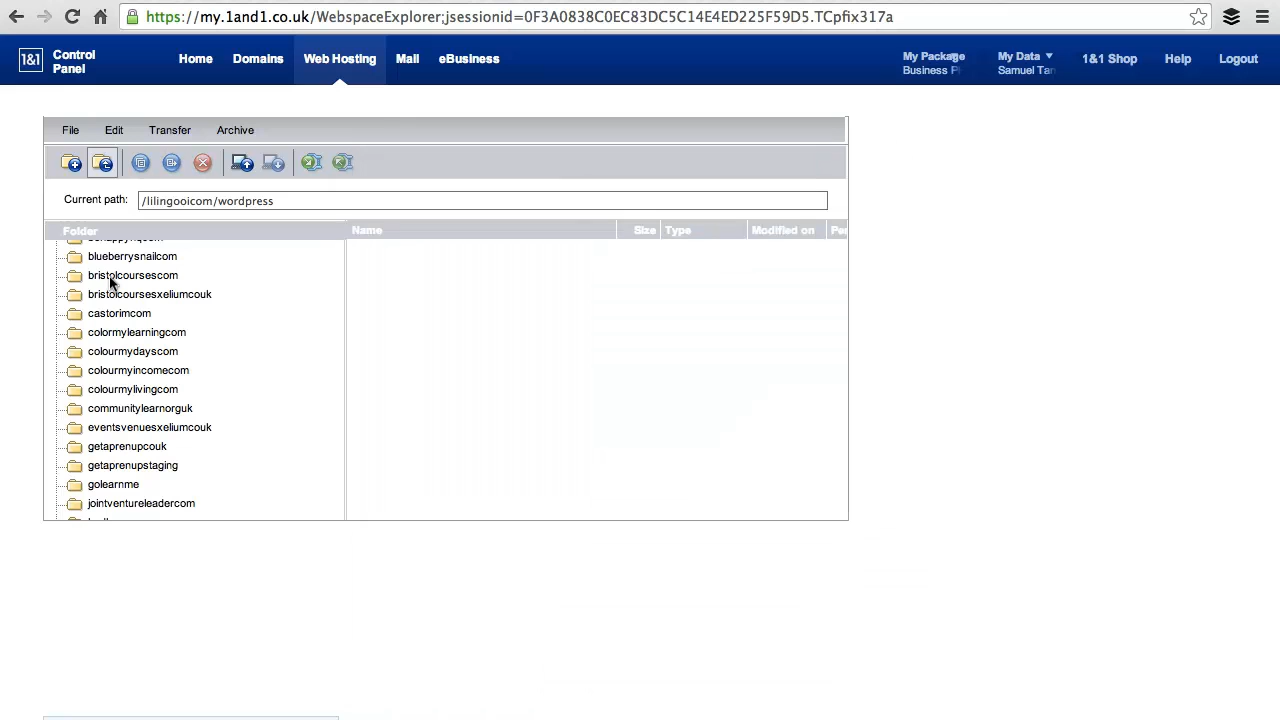 https://my.1and1.co.uk/WebspaceExplorer;jsessionid=0F3A0838C0EC83DC5C14E4ED225F59D5.TCpfix317a
1&1 Control Panel
Home Domains Web Hosting Mail eBusiness
My Package My Data 1&1 Shop Help Logout
Business Samuel
File Edit Transfer Archive
Current path: /lilingooicom/wordpress
Folder Name Size Type Modified on
blueberrysnailcom
bristolcoursescom
bristolcoursesxeliumcouk
castorimcom
colormylearningcom
colourmydayscom
colourmyincomecom
colourmylivingcom
communitylearnorguk
eventsvenuesxeliumcouk
getaprenupcouk
getaprenupstaging
golearnme
jointventureleadercom